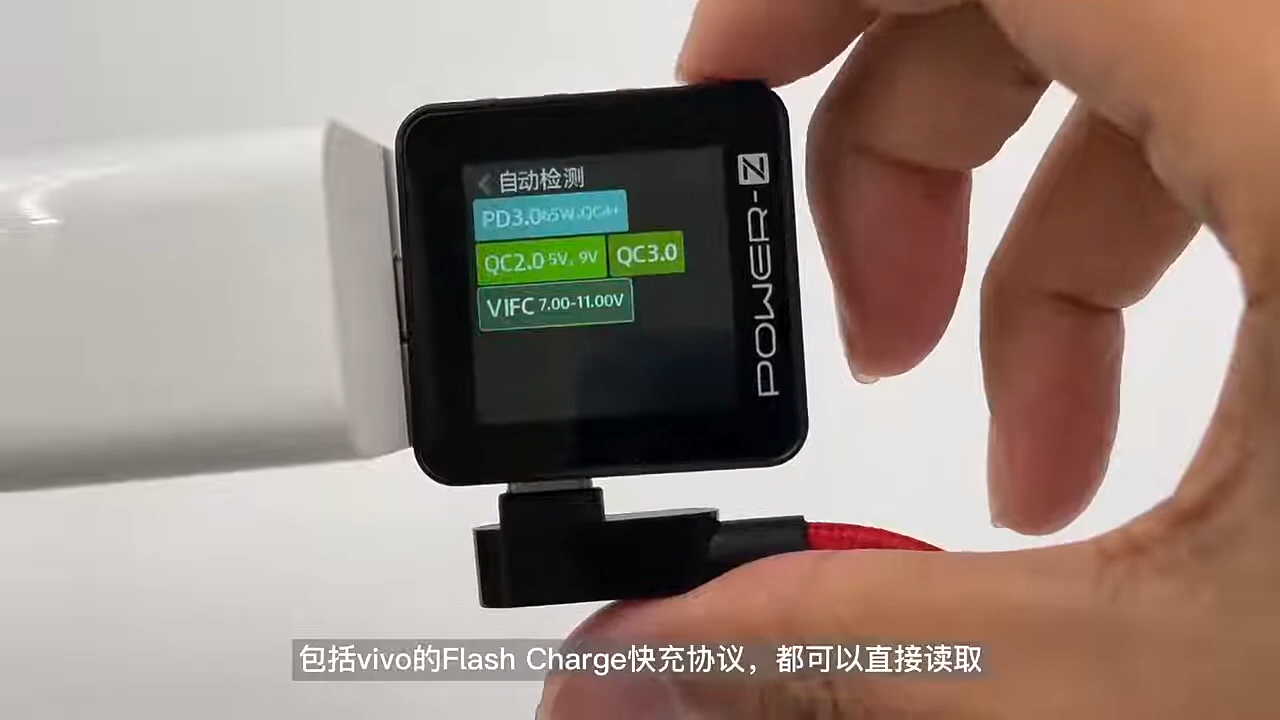 自动检测
PD3.0 65W.QC4+
QC2.0 5V, 9V QC3.0
VIFC 7.00-11.00V
POWER-Z
包括vivo的Flash Charge快充协议，都可以直接读取